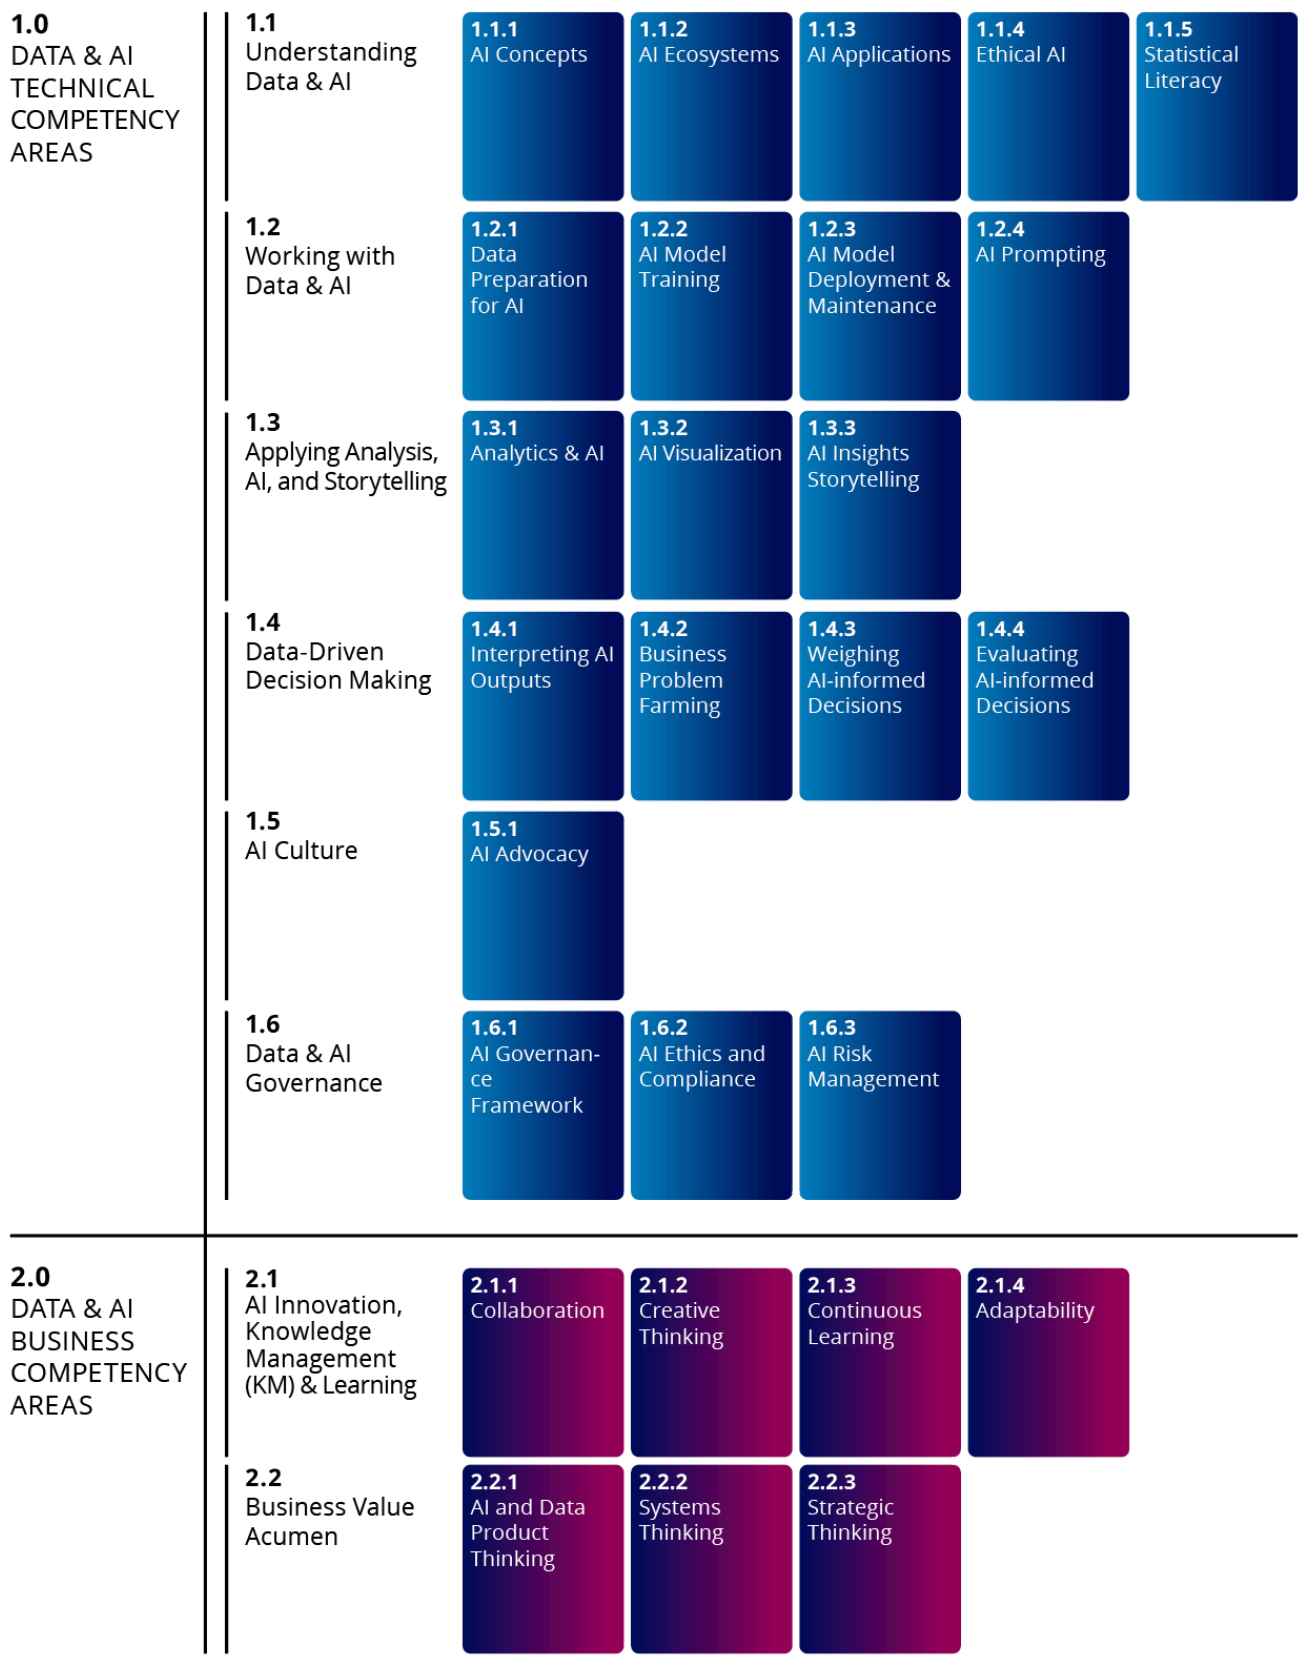 1.0
DATA & AI
TECHNICAL
COMPETENCY
AREAS
1.1
Understanding
Data & AI
1.1.1
AI Concepts
1.1.2
AI Ecosystems
1.1.3
AI Applications
1.1.4
Ethical AI
1.1.5
Statistical
Literacy
1.2
Working with
Data & AI
1.2.1
Data
Preparation
for AI
1.2.2
AI Model
Training
1.2.3
AI Model
Deployment &
Maintenance
1.2.4
AI Prompting
1.3
Applying Analysis,
AI, and Storytelling
1.3.1
Analytics & AI
1.3.2
AI Visualization
1.3.3
AI Insights
Storytelling
1.4
Data-Driven
Decision Making
1.4.1
Interpreting AI
Outputs
1.4.2
Business
Problem
Farming
1.4.3
Weighing
AI-informed
Decisions
1.4.4
Evaluating
AI-informed
Decisions
1.5
AI Culture
1.5.1
AI Advocacy
1.6
Data & AI
Governance
1.6.1
AI Governan-
ce
Framework
1.6.2
AI Ethics and
Compliance
1.6.3
AI Risk
Management
2.0
DATA & AI
BUSINESS
COMPETENCY
AREAS
2.1
AI Innovation,
Knowledge
Management
(KM) & Learning
2.1.1
Collaboration
2.1.2
Creative
Thinking
2.1.3
Continuous
Learning
2.1.4
Adaptability
2.2
Business Value
Acumen
2.2.1
AI and Data
Product
Thinking
2.2.2
Systems
Thinking
2.2.3
Strategic
Thinking